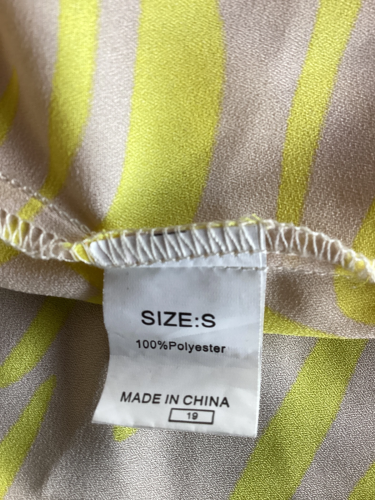 SIZE:S
100%Polyester
MADE IN CHINA
19